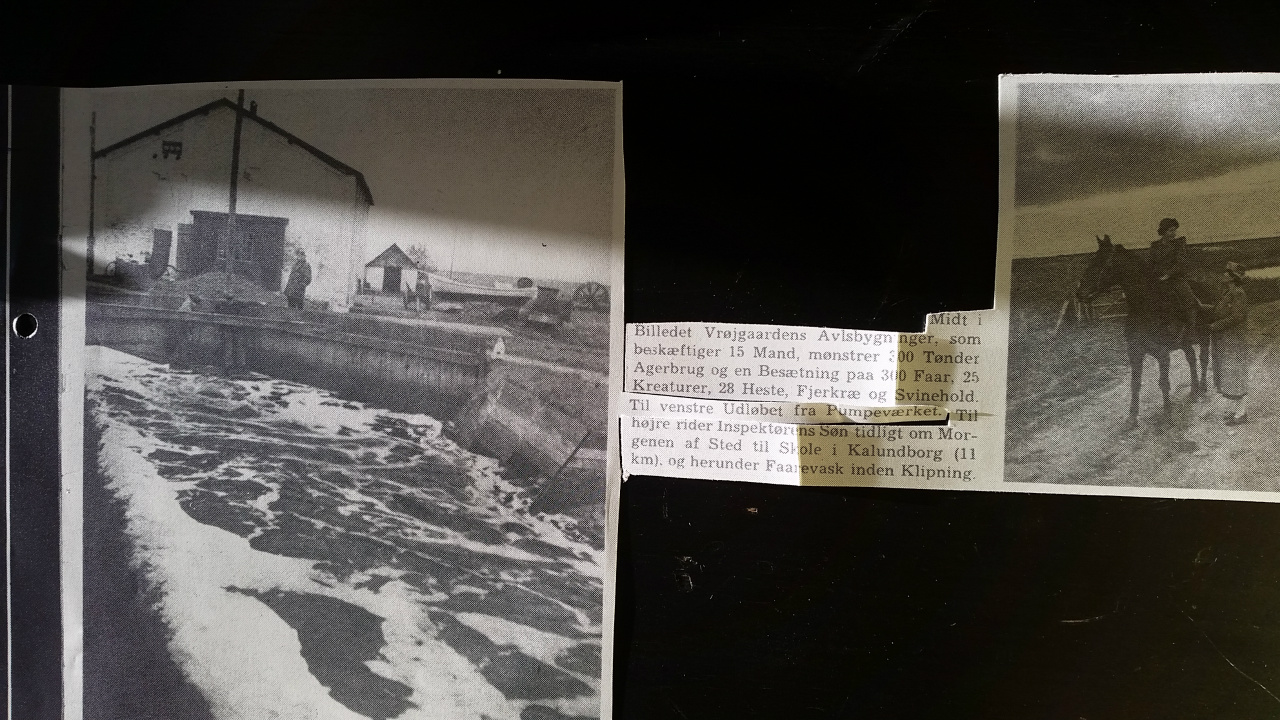 Midt i
Billedet Vrøjgaardens Avlsbygninger, som
beskæftiger 15 Mand, mønstrer 300 Tønder
Agerbrug og en Besætning paa 300 Faar, 25
Kreaturer, 28 Heste, Fjerkræ og Svinehold.
Til venstre Udløbet fra Pumpeværket. Til
højre rider Inspektørens Søn tidligt om Mor-
genen af Sted til Skole i Kalundborg (11
km), og herunder Faarevask inden Klipning.